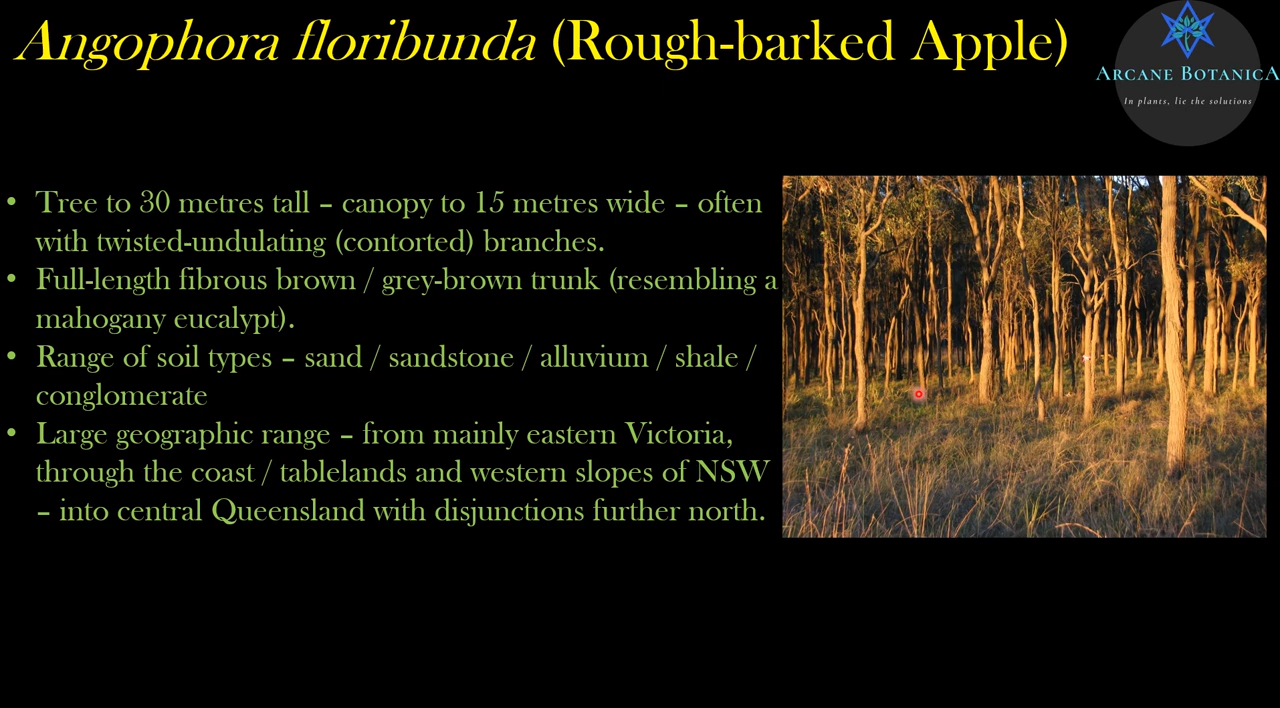 Angophora floribunda (Rough-barked Apple)
ARCANE BOTANICA
In plants, lie the solutions
• Tree to 30 metres tall – canopy to 15 metres wide – often
with twisted-undulating (contorted) branches.
• Full-length fibrous brown / grey-brown trunk (resembling a
mahogany eucalypt).
• Range of soil types – sand / sandstone / alluvium / shale /
conglomerate
• Large geographic range – from mainly eastern Victoria,
through the coast / tablelands and western slopes of NSW
– into central Queensland with disjunctions further north.